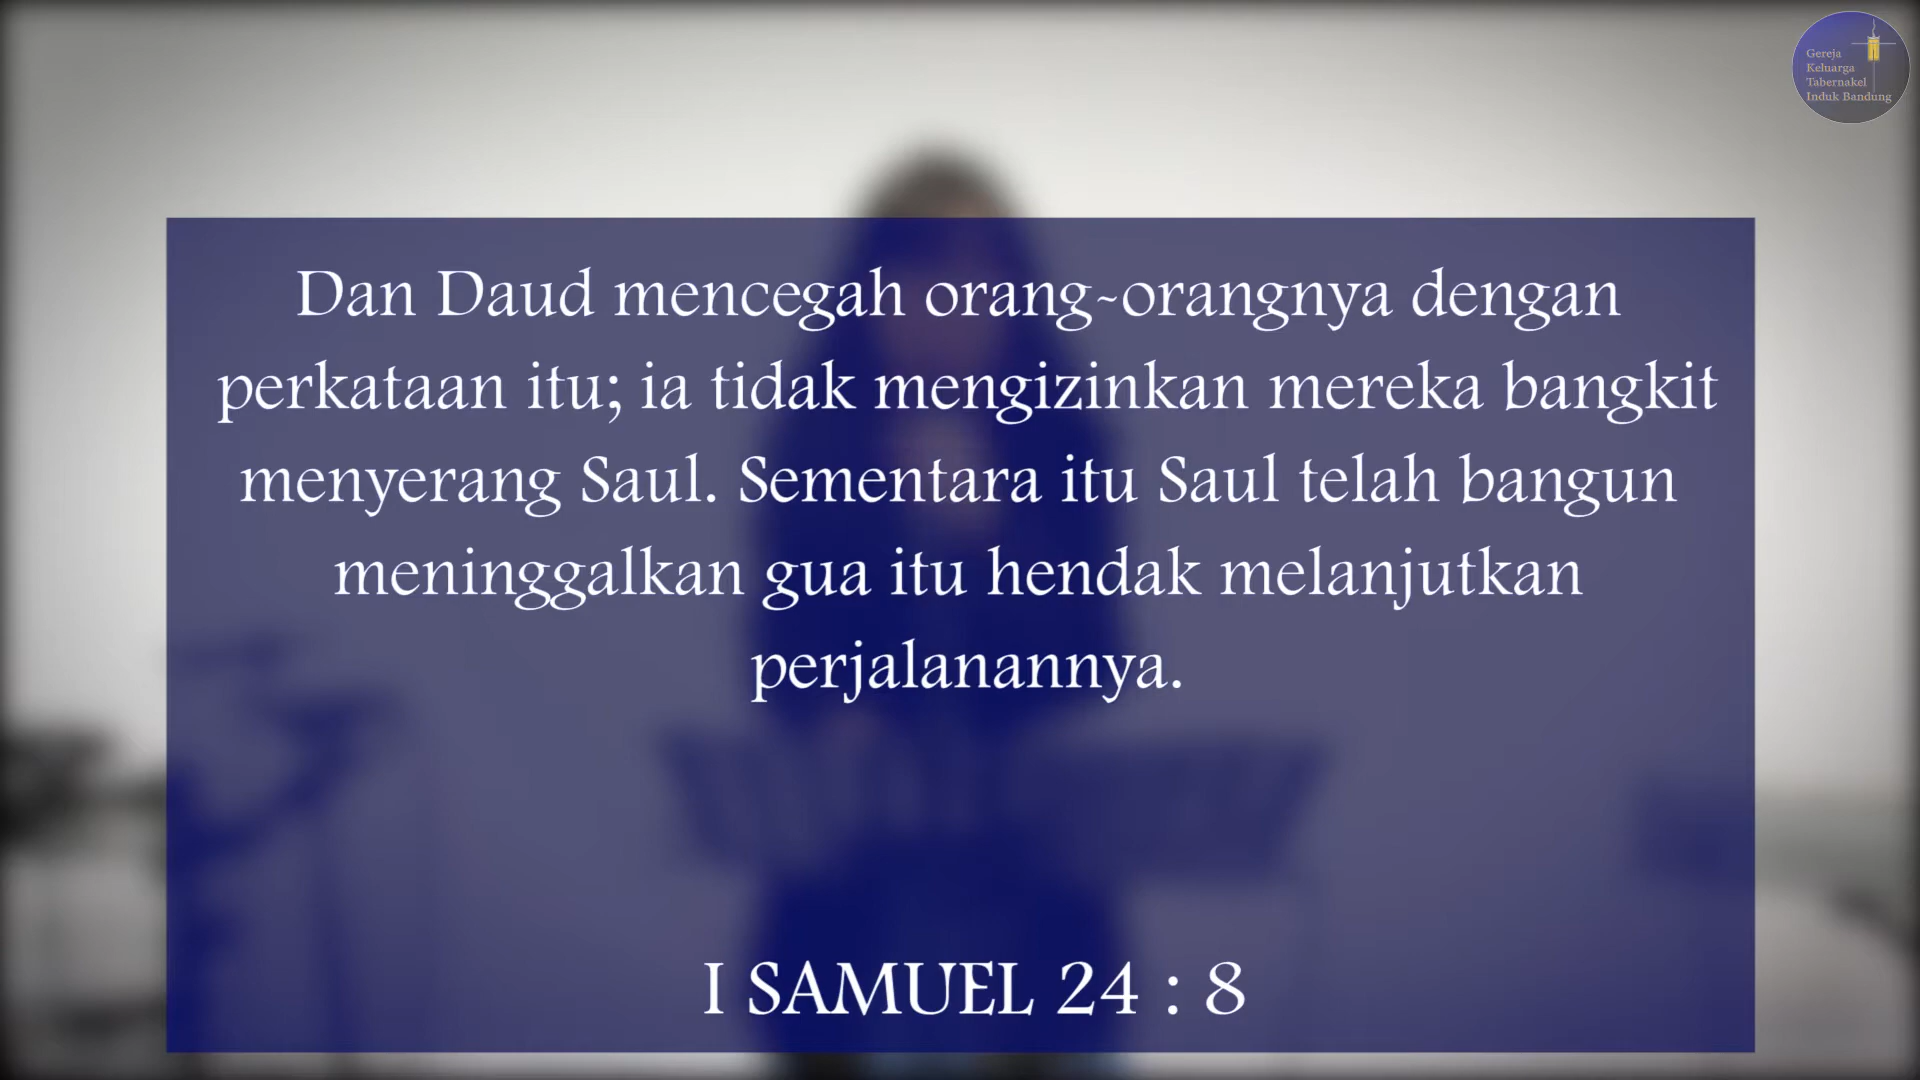 Gereja
Keluarga
Tabernakel
Induk Bandung
Dan Daud mencegah orang-orangnya dengan
perkataan itu; ia tidak mengizinkan mereka bangkit
menyerang Saul. Sementara itu Saul telah bangun
meninggalkan gua itu hendak melanjutkan
perjalanannya.
I SAMUEL 24 : 8